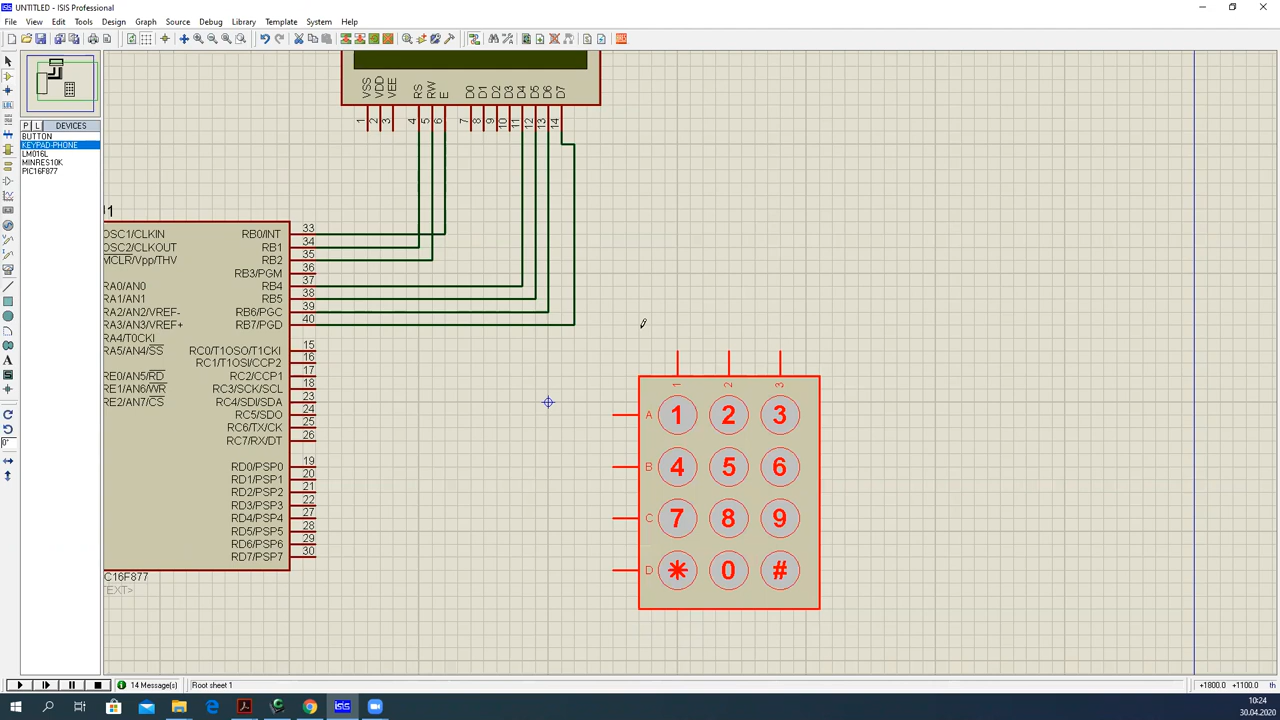 UNTITLED - ISIS Professional
File View Edit Tools Design Graph Source Debug Library Template System Help
P L DEVICES
BUTTON
KEYPAD-PHONE
LM016L
MINRES10K
PIC16F877
0°
VSS VDD VEE RS RW E D0 D1 D2 D3 D4 D5 D6 D7
1 2 3 4 5 6 7 8 9 10 11 12 13 14
OSC1/CLKIN RB0/INT 33
OSC2/CLKOUT RB1 34
MCLR/Vpp/THV RB2 35
RB3/PGM 36
RA0/AN0 RB4 37
RA1/AN1 RB5 38
RA2/AN2/VREF- RB6/PGC 39
RA3/AN3/VREF+ RB7/PGD 40
RA4/T0CKI
RA5/AN4/SS RC0/T1OSO/T1CKI 15
RC1/T1OSI/CCP2 16
RE0/AN5/RD RC2/CCP1 17
RE1/AN6/WR RC3/SCK/SCL 18
RE2/AN7/CS RC4/SDI/SDA 23
RC5/SDO 24
RC6/TX/CK 25
RC7/RX/DT 26
RD0/PSP0 19
RD1/PSP1 20
RD2/PSP2 21
RD3/PSP3 22
RD4/PSP4 27
RD5/PSP5 28
RD6/PSP6 29
RD7/PSP7 30
PIC16F877
<TEXT>
1 2 3
A 1 2 3
B 4 5 6
C 7 8 9
D * 0 #
14 Message(s) Root sheet 1 +1800.0 +1100.0 th
10:24
30.04.2020